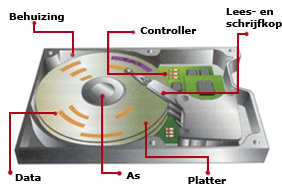 Behuizing
Controller
Lees- en
schrijfkop
Data
As
Platter